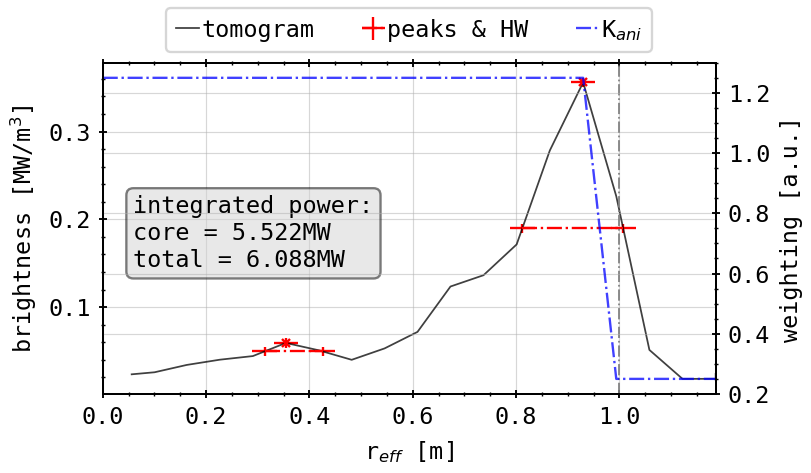 tomogram peaks & HW K_ani
brightness [MW/m³]
0.3
0.2
0.1
integrated power:
core = 5.522MW
total = 6.088MW
1.2
1.0
0.8
0.6
0.4
0.2
weighting [a.u.]
0.0 0.2 0.4 0.6 0.8 1.0
r_eff [m]